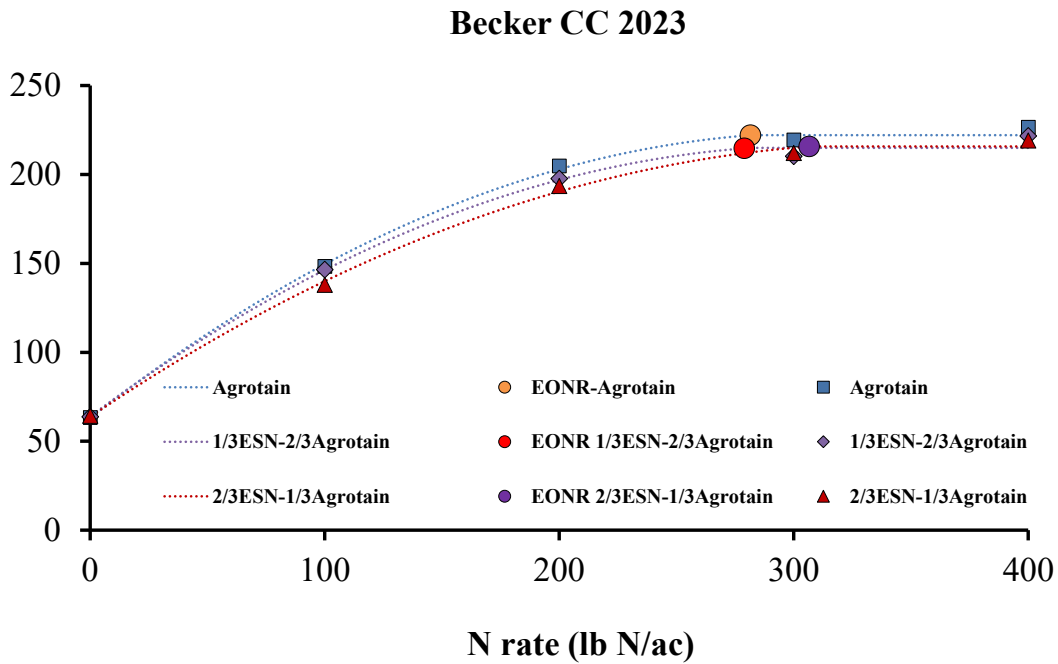 Becker CC 2023
250
200
150
100
50
0
Agrotain
EONR-Agrotain
Agrotain
1/3ESN-2/3Agrotain
EONR 1/3ESN-2/3Agrotain
1/3ESN-2/3Agrotain
2/3ESN-1/3Agrotain
EONR 2/3ESN-1/3Agrotain
2/3ESN-1/3Agrotain
0 100 200 300 400
N rate (lb N/ac)